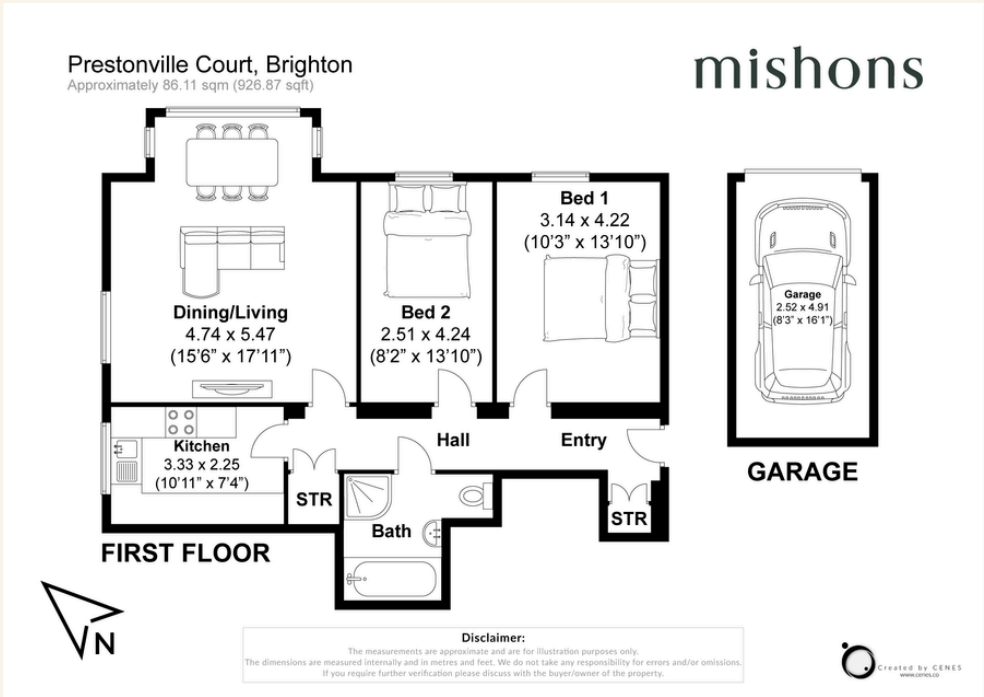 Prestonville Court, Brighton
Approximately 86.11 sqm (926.87 sqft)
mishons
Dining/Living
4.74 x 5.47
(15'6” x 17'11”)
Bed 2
2.51 x 4.24
(8'2” x 13'10”)
Bed 1
3.14 x 4.22
(10'3” x 13'10”)
Garage
2.52 x 4.91
(8'3” x 16'1”)
GARAGE
Kitchen
3.33 x 2.25
(10'11” x 7'4”)
Hall
Entry
STR
Bath
STR
FIRST FLOOR
N
Disclaimer:
The measurements are approximate and are for illustration purposes only.
The dimensions are measured internally and in metres and feet. We do not take any responsibility for errors and/or omissions.
If you require further verification please discuss with the buyer/owner of the property.
Created by CENES
www.cenes.co